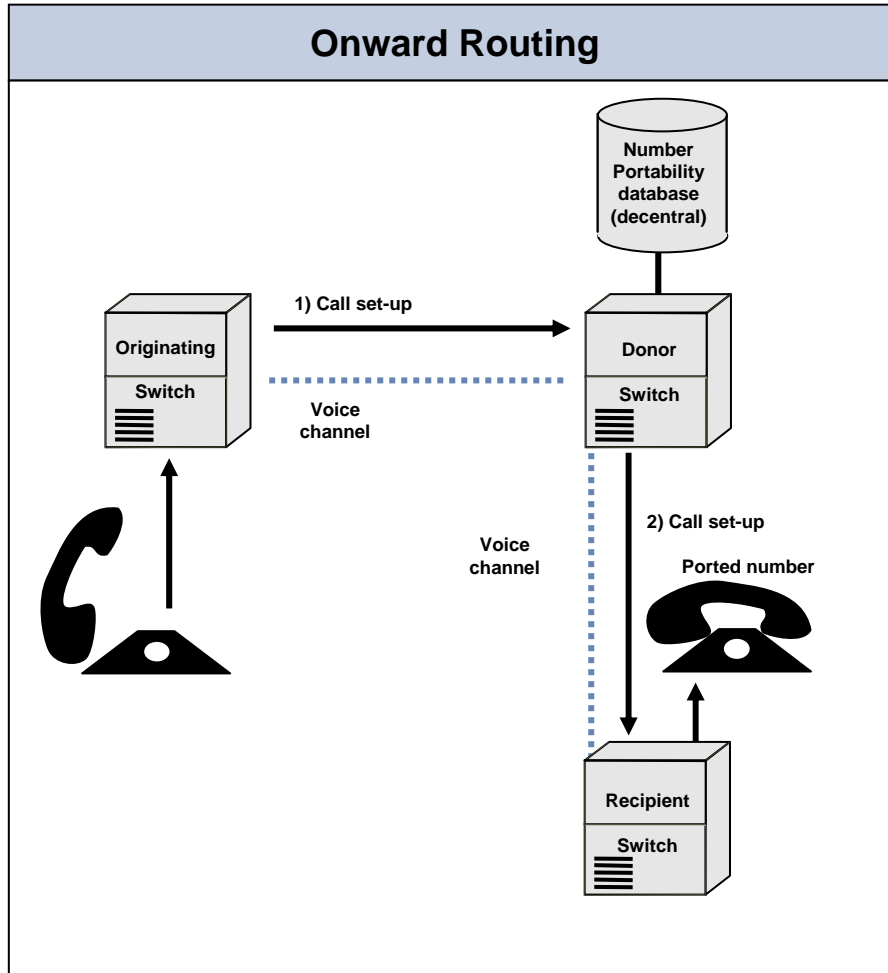 Onward Routing
Number
Portability
database
(decentral)
1) Call set-up
Originating
Switch
Donor
Switch
Voice
channel
2) Call set-up
Voice
channel
Ported number
Recipient
Switch